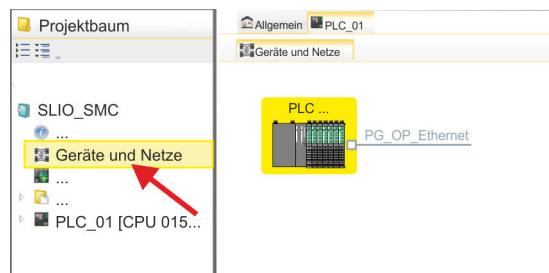 Projektbaum
SLIO_SMC
...
Geräte und Netze
...
...
PLC_01 [CPU 015...
Allgemein PLC_01
Geräte und Netze
PLC ...
PG_OP_Ethernet